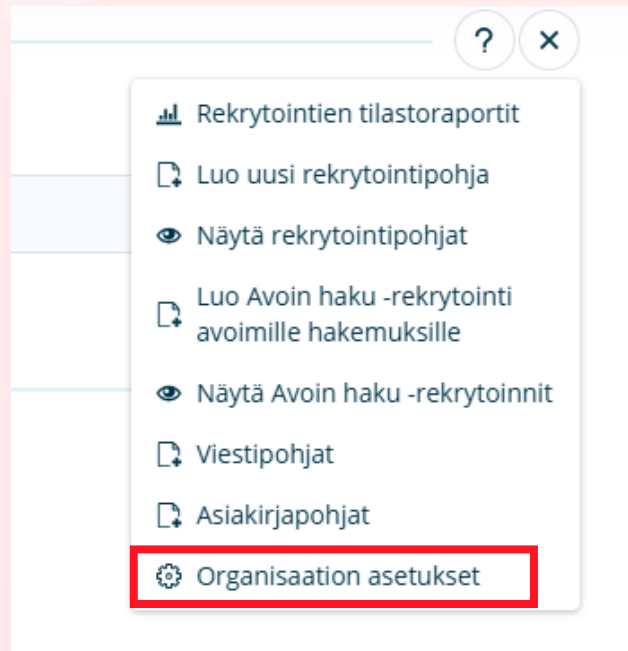 ?
Rekrytointien tilastoraportit
Luo uusi rekrytointipohja
Näytä rekrytointipohjat
Luo Avoin haku -rekrytointi
avoimille hakemuksille
Näytä Avoin haku -rekrytoinnit
Viestipohjat
Asiakirjapohjat
Organisaation asetukset